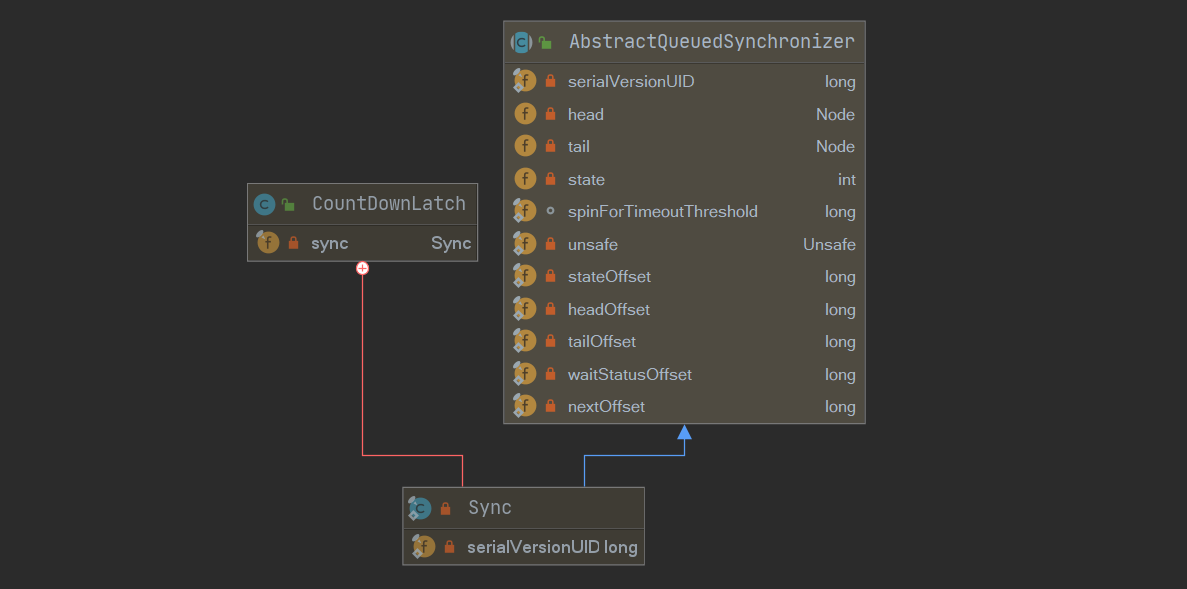 AbstractQueuedSynchronizer
serialVersionUID long
head Node
tail Node
state int
spinForTimeoutThreshold long
unsafe Unsafe
stateOffset long
headOffset long
tailOffset long
waitStatusOffset long
nextOffset long
CountDownLatch
sync Sync
Sync
serialVersionUID long